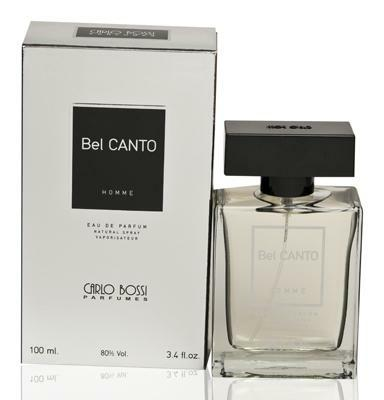 Bel CANTO
HOMME
EAU DE PARFUM
NATURAL SPRAY
VAPORISATEUR
CARLO BOSSI
PARFUMES
100 ml.
80% Vol.
3.4 fl.oz.
Bel CANTO